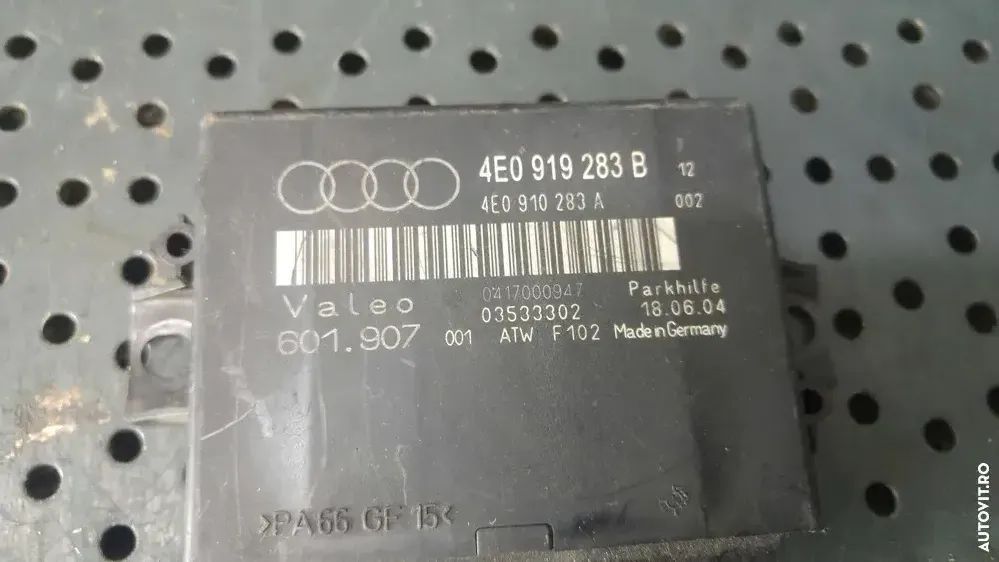 4E0 919 283 B 12
4E0 910 283 A 002
Valeo 0417000947 Parkhilfe
03533302 18.06.04
601.907 001 ATW F102 Made in Germany
>PA66 GF 15<
AUTOVIT.RO